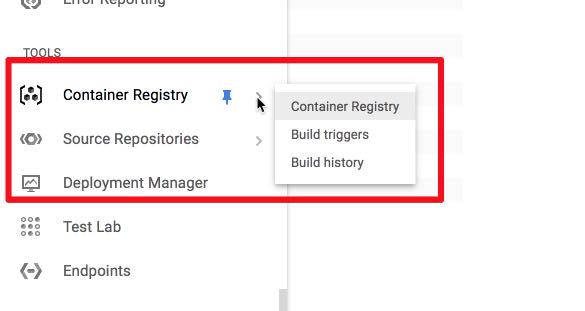 Error Reporting
TOOLS
Container Registry
Container Registry
Build triggers
Build history
Source Repositories
Deployment Manager
Test Lab
Endpoints